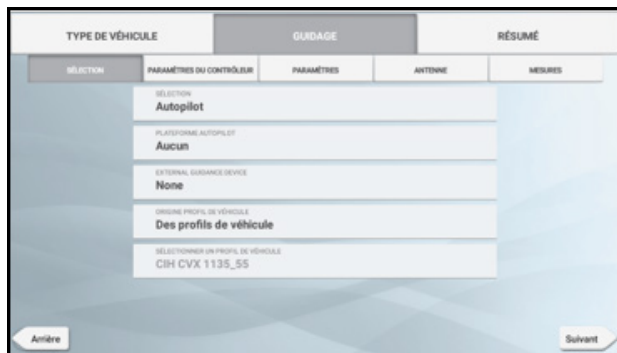 TYPE DE VÉHICULE
GUIDAGE
RÉSUMÉ
SÉLECTION
PARAMÈTRES DU CONTRÔLEUR
PARAMÈTRES
ANTENNE
MESURES
SÉLECTION
Autopilot
PLATEFORME AUTOPILOT
Aucun
EXTERNAL GUIDANCE DEVICE
None
ORIGINE PROFIL DE VÉHICULE
Des profils de véhicule
SÉLECTIONNER UN PROFIL DE VÉHICULE
CIH CVX 1135_55
Arrière
Suivant